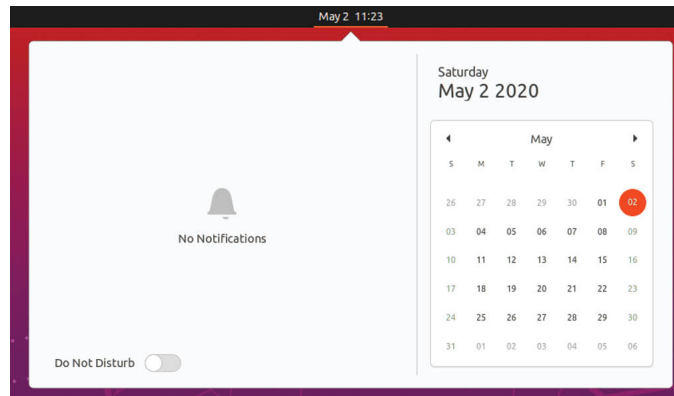 May 2 11:23
No Notifications
Do Not Disturb
Saturday
May 2 2020
May
S M T W T F S
26 27 28 29 30 01 02
03 04 05 06 07 08 09
10 11 12 13 14 15 16
17 18 19 20 21 22 23
24 25 26 27 28 29 30
31 01 02 03 04 05 06